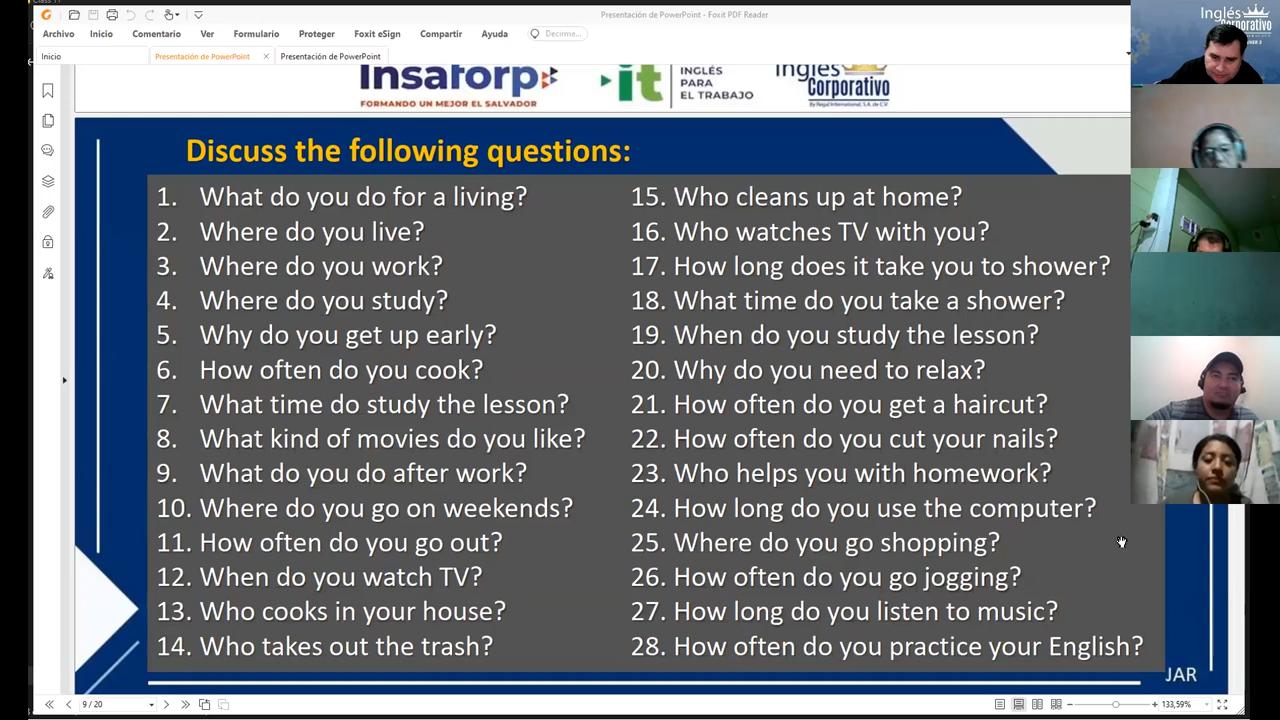 Class 11
Presentación de PowerPoint - Foxit PDF Reader
Archivo Inicio Comentario Ver Formulario Proteger Foxit eSign Compartir Ayuda Decirme...
Inicio Presentación de PowerPoint Presentación de PowerPoint
Insaforp
FORMANDO UN MEJOR EL SALVADOR
it
INGLÉS
PARA
EL TRABAJO
Inglés
Corporativo
By Regal International, S.A. de C.V.
Inglés
Corporativo
Discuss the following questions:
1. What do you do for a living?
2. Where do you live?
3. Where do you work?
4. Where do you study?
5. Why do you get up early?
6. How often do you cook?
7. What time do study the lesson?
8. What kind of movies do you like?
9. What do you do after work?
10. Where do you go on weekends?
11. How often do you go out?
12. When do you watch TV?
13. Who cooks in your house?
14. Who takes out the trash?
15. Who cleans up at home?
16. Who watches TV with you?
17. How long does it take you to shower?
18. What time do you take a shower?
19. When do you study the lesson?
20. Why do you need to relax?
21. How often do you get a haircut?
22. How often do you cut your nails?
23. Who helps you with homework?
24. How long do you use the computer?
25. Where do you go shopping?
26. How often do you go jogging?
27. How long do you listen to music?
28. How often do you practice your English?
JAR
9 / 20
133,59%